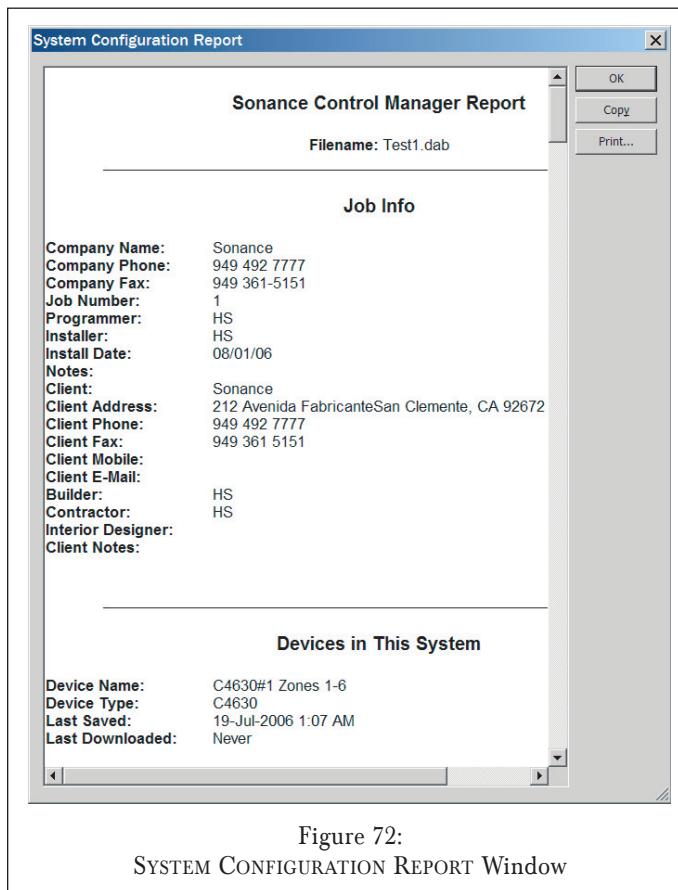 System Configuration Report
OK
Copy
Print...
Sonance Control Manager Report
Filename: Test1.dab
Job Info
Company Name: Sonance
Company Phone: 949 492 7777
Company Fax: 949 361-5151
Job Number: 1
Programmer: HS
Installer: HS
Install Date: 08/01/06
Notes:
Client: Sonance
Client Address: 212 Avenida FabricanteSan Clemente, CA 92672
Client Phone: 949 492 7777
Client Fax: 949 361 5151
Client Mobile:
Client E-Mail:
Builder: HS
Contractor: HS
Interior Designer:
Client Notes:
Devices in This System
Device Name: C4630#1 Zones 1-6
Device Type: C4630
Last Saved: 19-Jul-2006 1:07 AM
Last Downloaded: Never
Figure 72:
SYSTEM CONFIGURATION REPORT Window